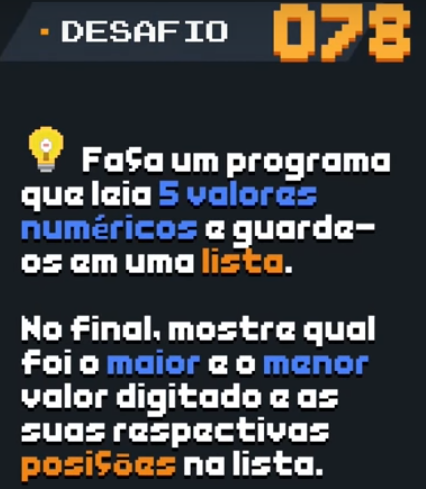 DESAFIO 078
Faça um programa
que leia 5 valores
numéricos e guarde-
os em uma lista.
No final, mostre qual
foi o maior e o menor
valor digitado e as
suas respectivas
posições na lista.